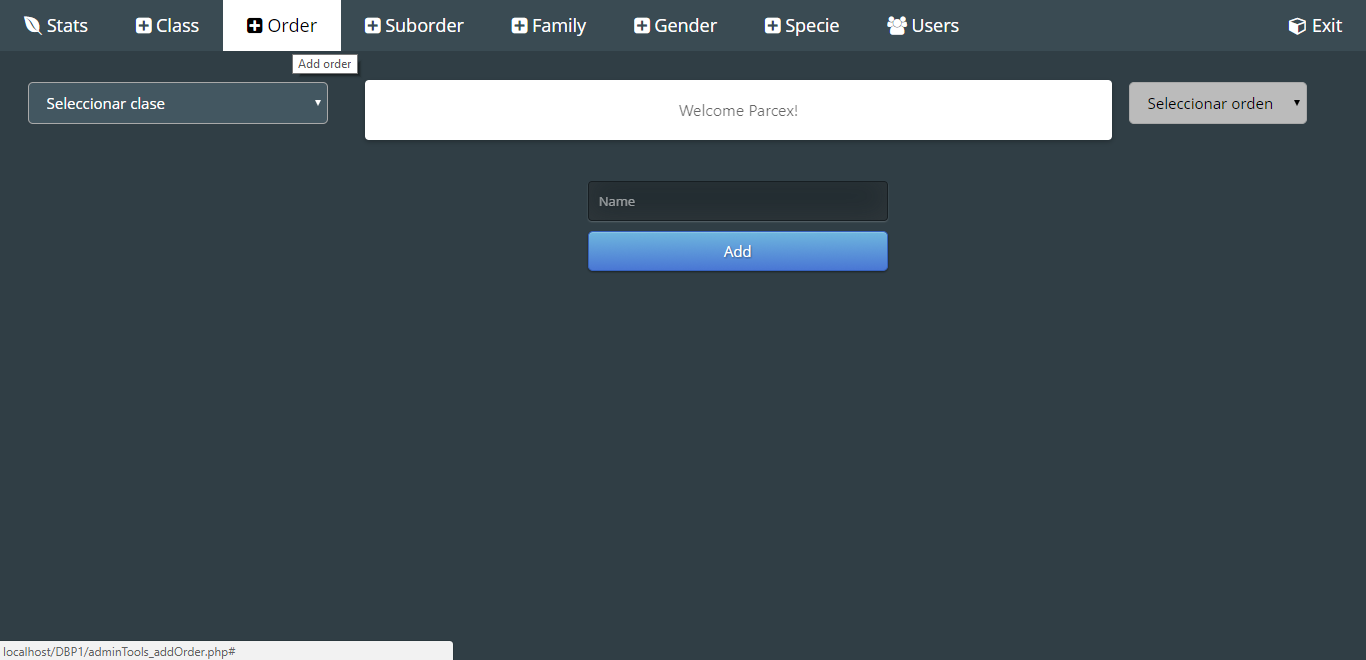 Stats Class Order Suborder Family Gender Specie Users Exit
Add order
Seleccionar clase Welcome Parcex! Seleccionar orden
Name
Add
localhost/DBP1/adminTools_addOrder.php#